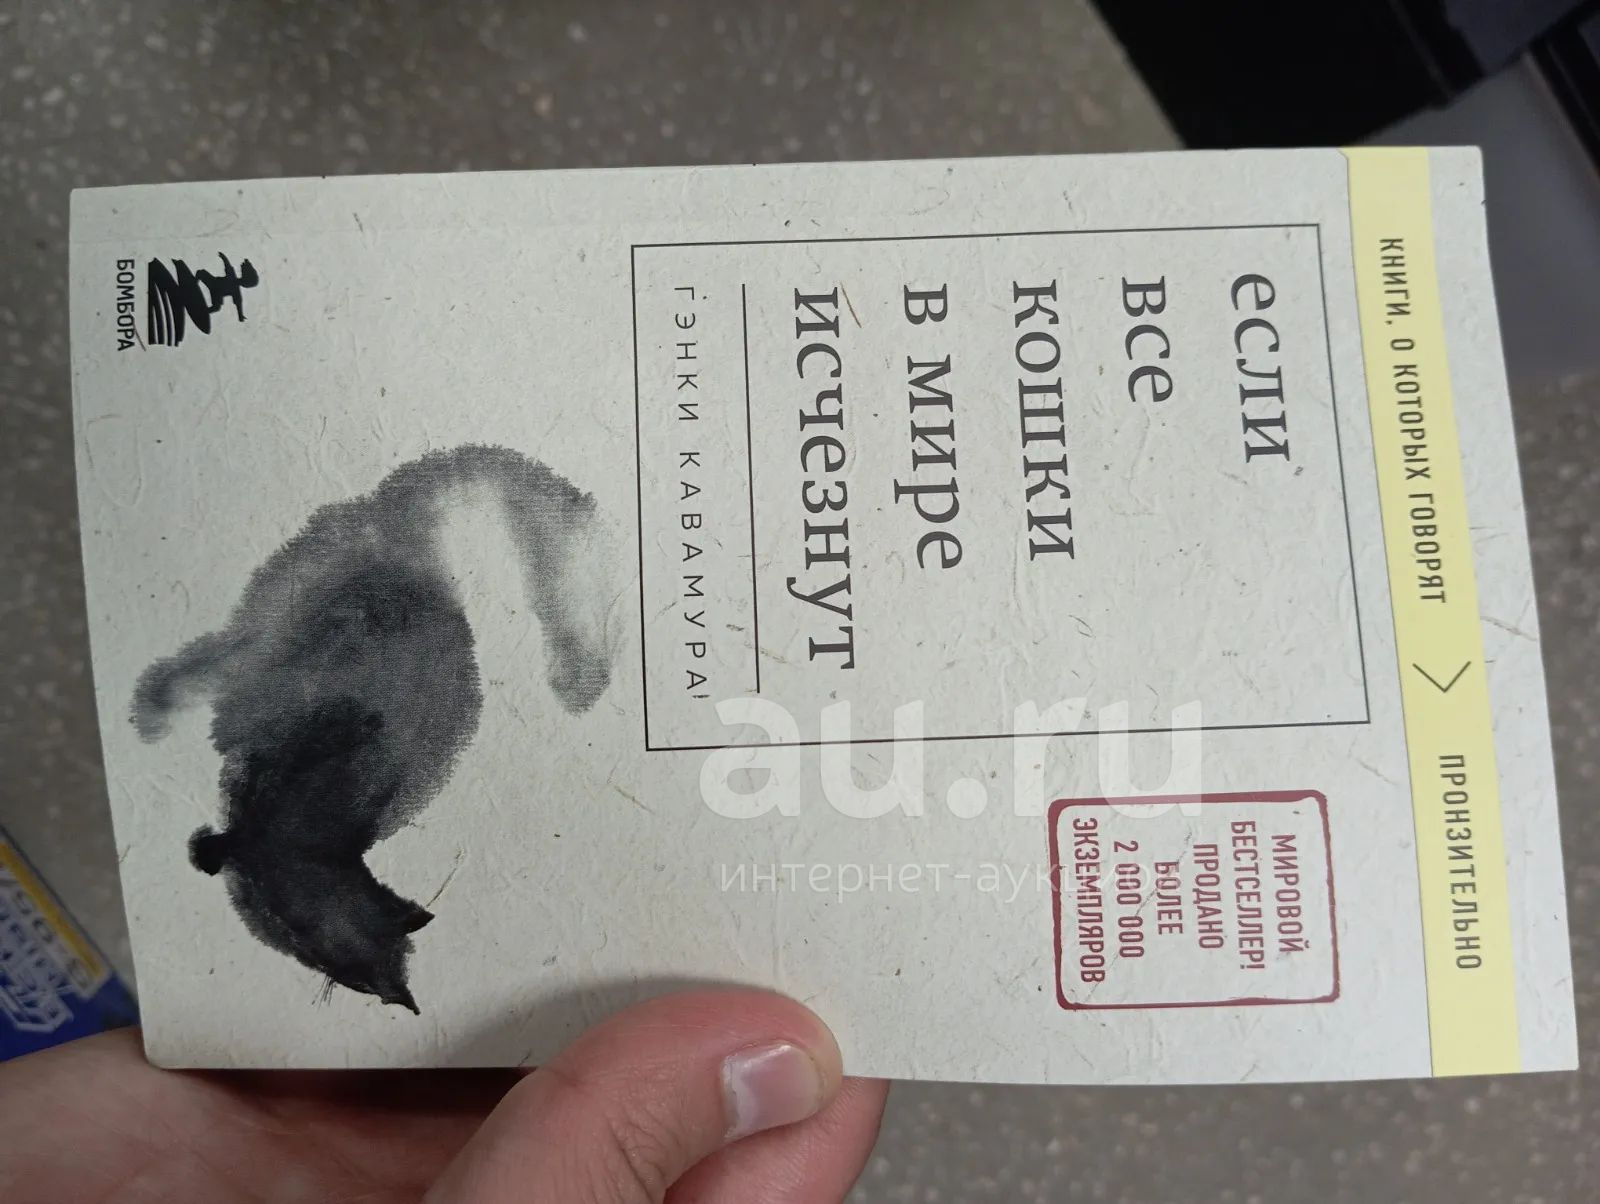 КНИГИ, О КОТОРЫХ ГОВОРЯТ > ПРОНЗИТЕЛЬНО
если
все
кошки
в мире
исчезнут
ГЭНКИ КАВАМУРА
МИРОВОЙ
БЕСТСЕЛЛЕР!
ПРОДАНО
БОЛЕЕ
2 000 000
ЭКЗЕМПЛЯРОВ
БОМБОРА
au.ru
интернет-аукцион